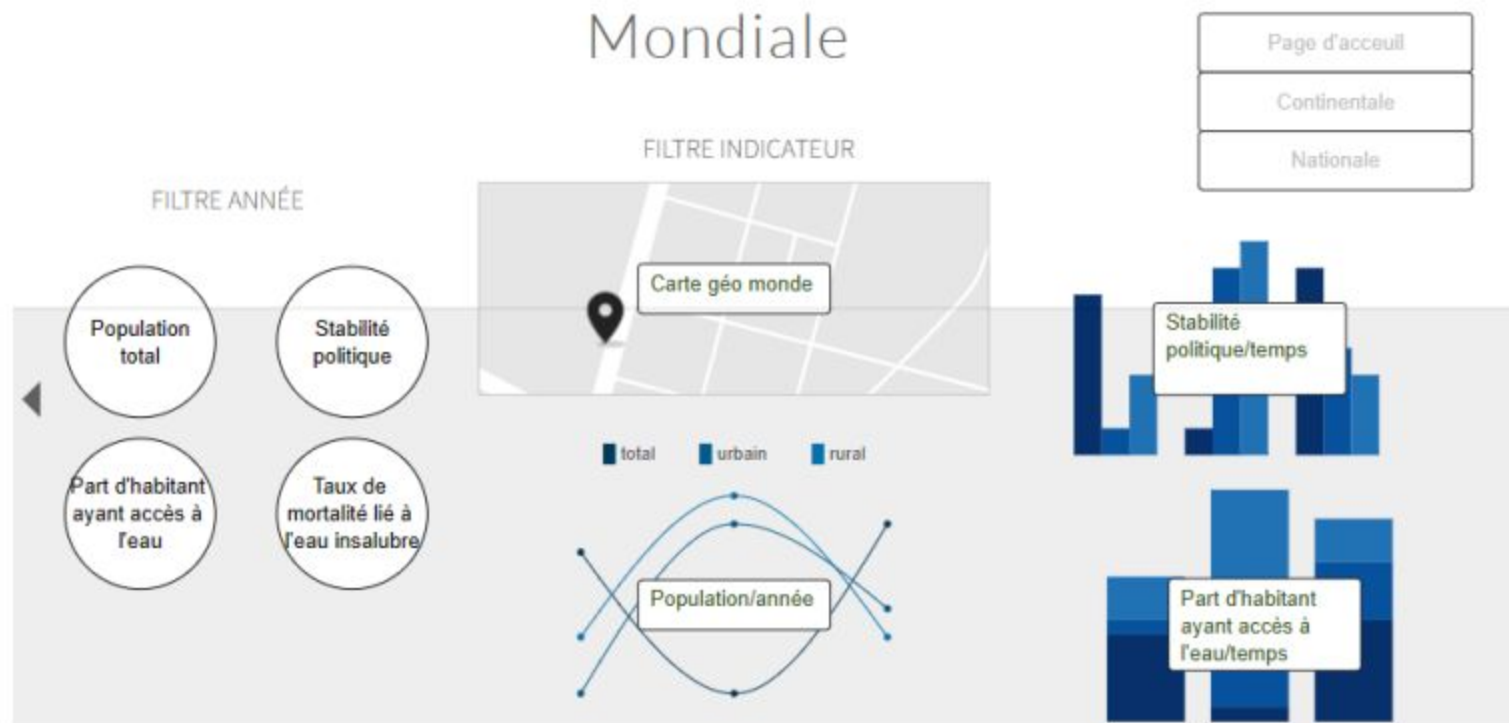 Mondiale
Page d'acceuil
Continentale
Nationale
FILTRE INDICATEUR
FILTRE ANNÉE
Population
total
Stabilité
politique
Part d'habitant
ayant accès à
l'eau
Taux de
mortalité lié à
l'eau insalubre
Carte géo monde
total urbain rural
Population/année
Stabilité
politique/temps
Part d'habitant
ayant accès à
l'eau/temps